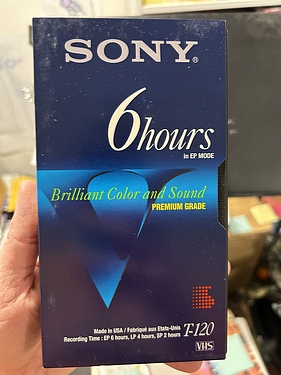 SONY®
6hours
in EP MODE
Brilliant Color and Sound
PREMIUM GRADE
Made in USA / Fabriqué aux Etats-Unis
Recording Time: EP 6 hours, LP 4 hours, SP 2 hours
T-120
VHS